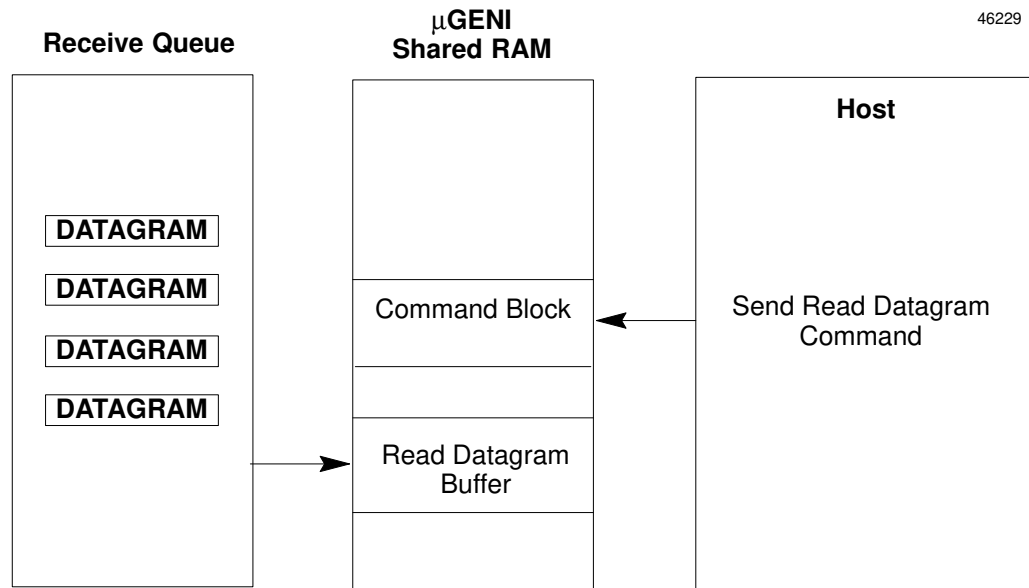 46229
Receive Queue
μGENI
Shared RAM
Host
DATAGRAM
DATAGRAM
DATAGRAM
DATAGRAM
Command Block
Send Read Datagram
Command
Read Datagram
Buffer